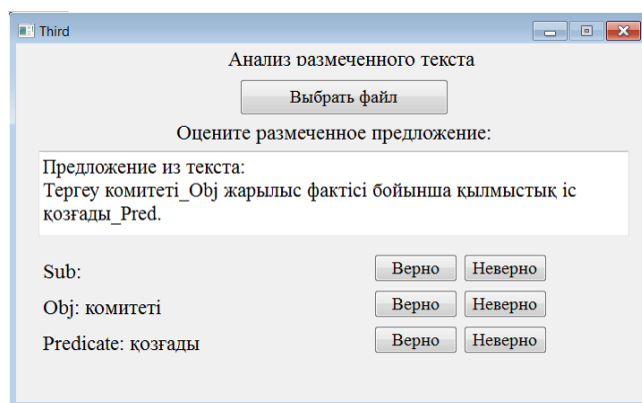 Third
Анализ размеченного текста
Выбрать файл
Оцените размеченное предложение:
Предложение из текста:
Тергеу комитеті_Obj жарылыс фактісі бойынша қылмыстық іс
қозғады_Pred.
Sub: Верно Неверно
Obj: комитеті Верно Неверно
Predicate: қозғады Верно Неверно